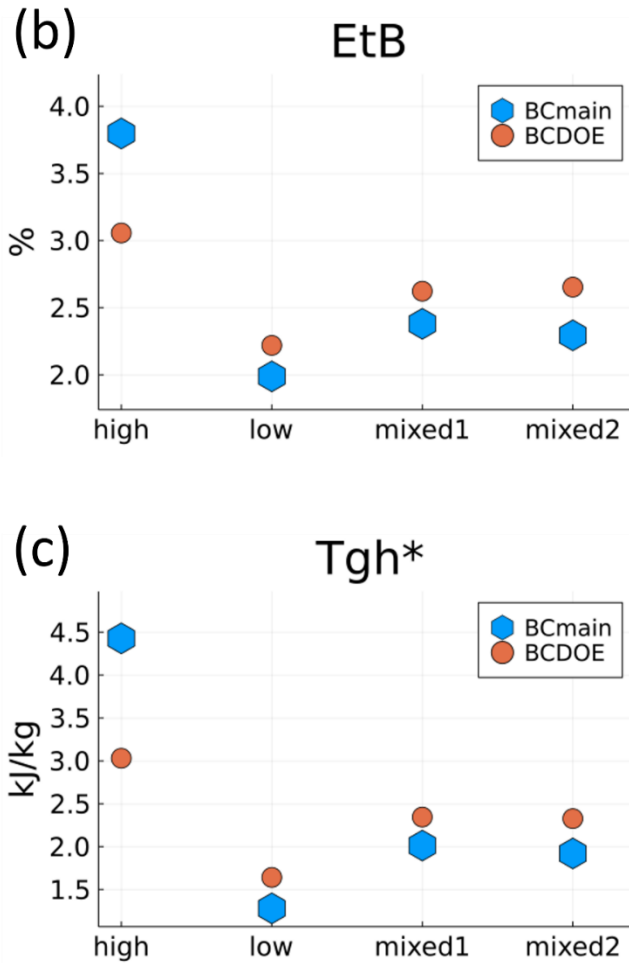 (b)
EtB
4.0
3.5
3.0
2.5
2.0
%
BCmain
BCDOE
high low mixed1 mixed2
(c)
Tgh*
4.5
4.0
3.5
3.0
2.5
2.0
1.5
kJ/kg
BCmain
BCDOE
high low mixed1 mixed2